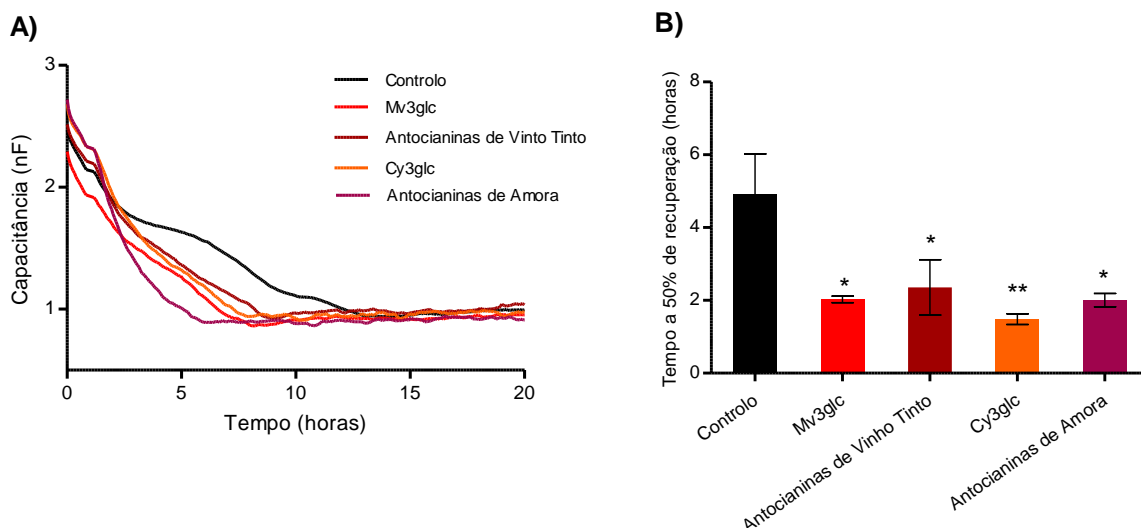 A)
Capacitância (nF)
3
2
1
0
5
10
15
20
Tempo (horas)
Controlo
Mv3glc
Antocianinas de Vinto Tinto
Cy3glc
Antocianinas de Amora
B)
Tempo a 50% de recuperação (horas)
8
6
4
2
0
*
*
**
*
Controlo
Mv3glc
Antocianinas de Vinho Tinto
Cy3glc
Antocianinas de Amora